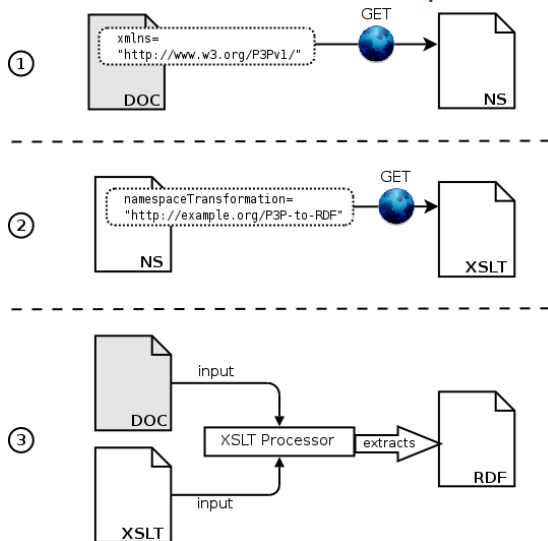 GET
xmlns=
"http://www.w3.org/P3Pv1/"
1
DOC
NS
GET
namespaceTransformation=
"http://example.org/P3P-to-RDF"
2
NS
XSLT
input
DOC
3
XSLT Processor
extracts
RDF
input
XSLT